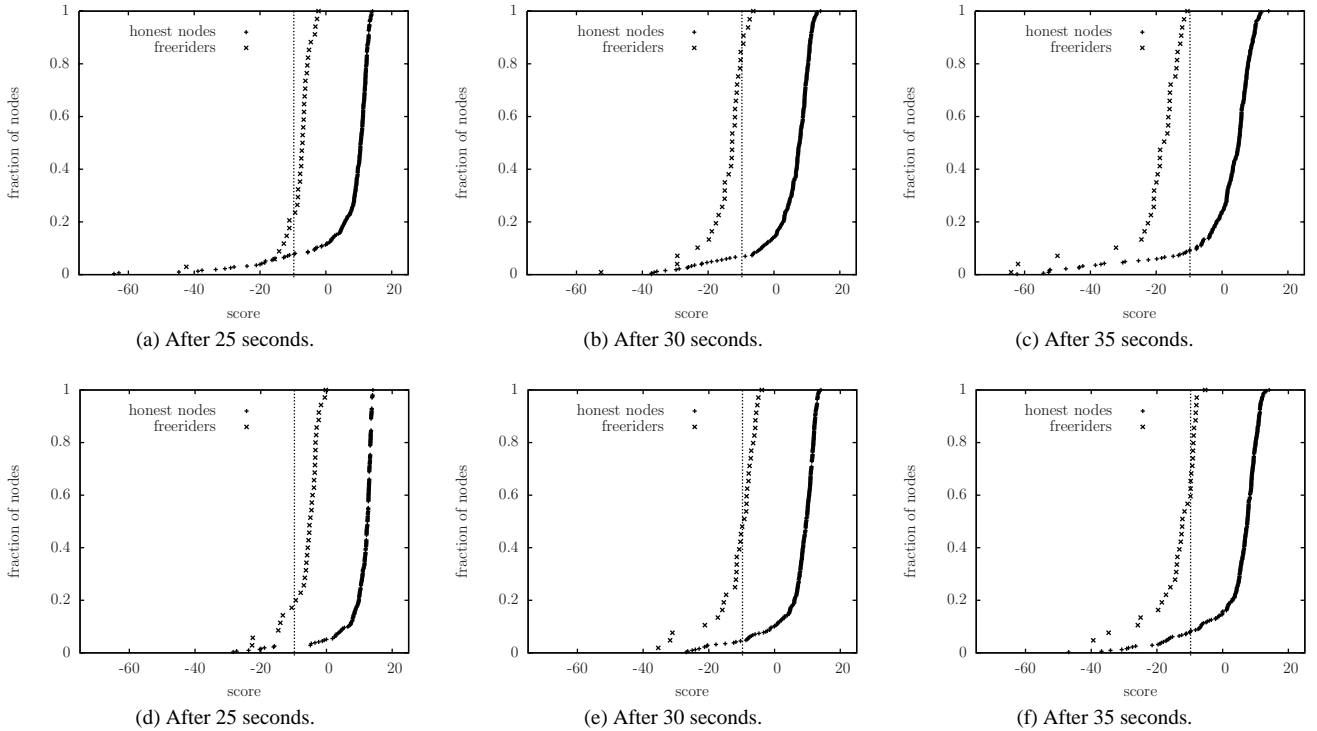 1
0.8
0.6
0.4
0.2
0
-60
-40
-20
0
20
fraction of nodes
score
honest nodes
freeriders
(a) After 25 seconds.
1
0.8
0.6
0.4
0.2
0
-60
-40
-20
0
20
fraction of nodes
score
honest nodes
freeriders
(b) After 30 seconds.
1
0.8
0.6
0.4
0.2
0
-60
-40
-20
0
20
fraction of nodes
score
honest nodes
freeriders
(c) After 35 seconds.
1
0.8
0.6
0.4
0.2
0
-60
-40
-20
0
20
fraction of nodes
score
honest nodes
freeriders
(d) After 25 seconds.
1
0.8
0.6
0.4
0.2
0
-60
-40
-20
0
20
fraction of nodes
score
honest nodes
freeriders
(e) After 30 seconds.
1
0.8
0.6
0.4
0.2
0
-60
-40
-20
0
20
fraction of nodes
score
honest nodes
freeriders
(f) After 35 seconds.